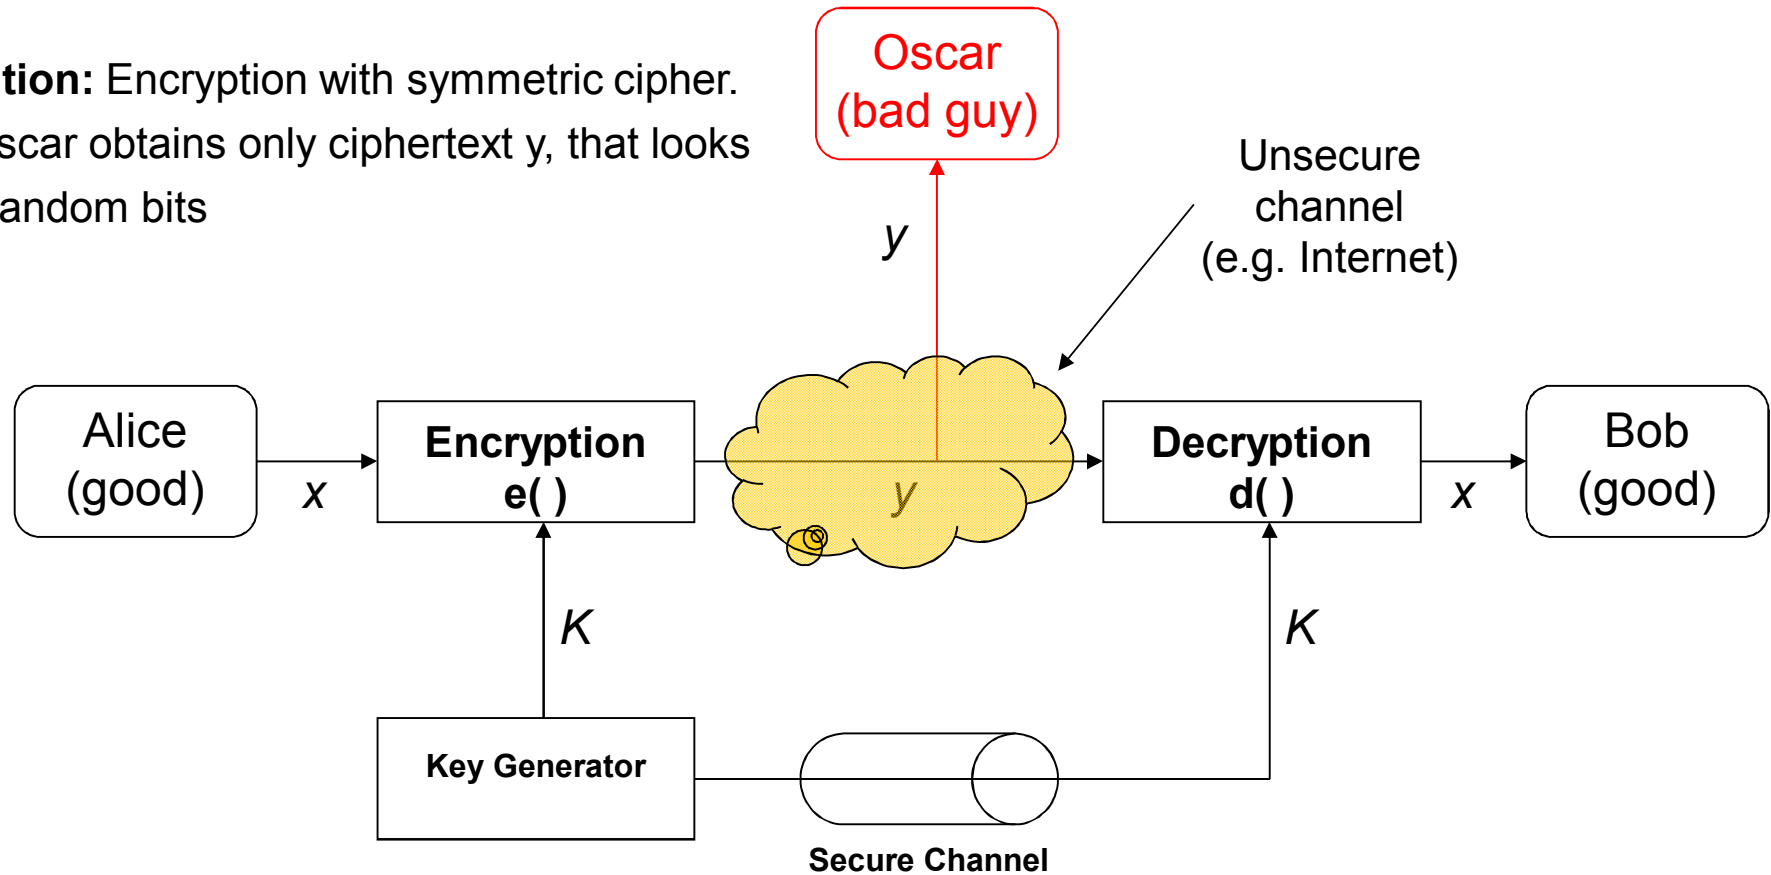 tion: Encryption with symmetric cipher.
scar obtains only ciphertext y, that looks
andom bits
Oscar
(bad guy)
Unsecure
channel
(e.g. Internet)
y
Alice
(good)
x
Encryption
e( )
y
Decryption
d( )
x
Bob
(good)
K
K
Key Generator
Secure Channel